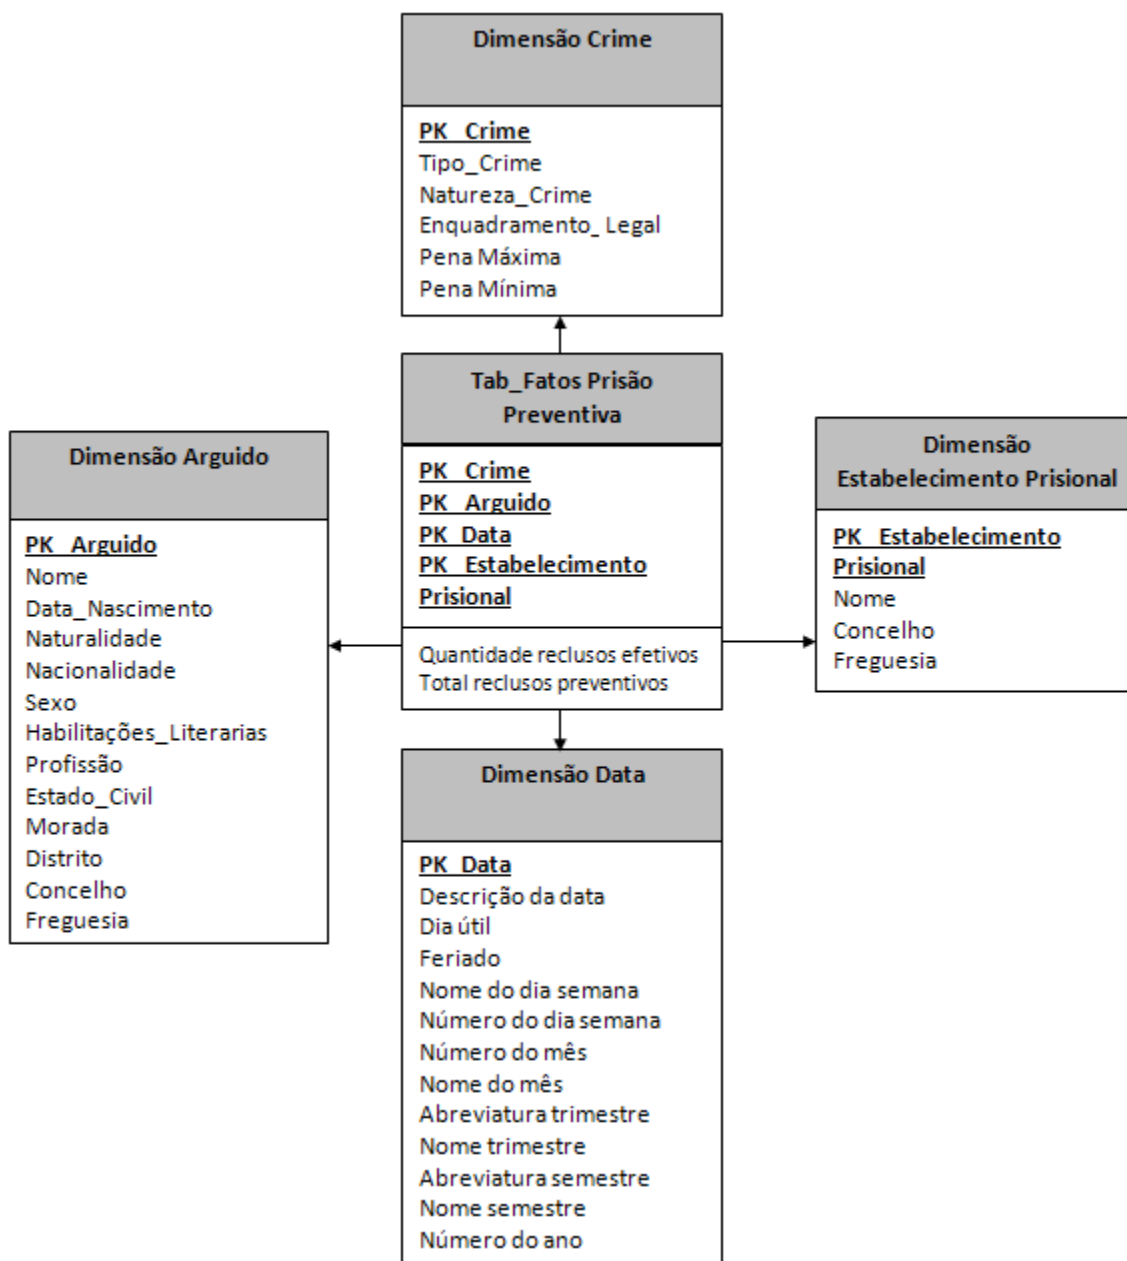 Dimensão Crime
PK_Crime
Tipo_Crime
Natureza_Crime
Enquadramento_ Legal
Pena Máxima
Pena Mínima
Tab_Fatos Prisão
Preventiva
PK_Crime
PK_Arguido
PK_Data
PK_Estabelecimento
Prisional
Quantidade reclusos efetivos
Total reclusos preventivos
Dimensão Arguido
PK_Arguido
Nome
Data_Nascimento
Naturalidade
Nacionalidade
Sexo
Habilitações_Literarias
Profissão
Estado_Civil
Morada
Distrito
Concelho
Freguesia
Dimensão
Estabelecimento Prisional
PK_Estabelecimento
Prisional
Nome
Concelho
Freguesia
Dimensão Data
PK_Data
Descrição da data
Dia útil
Feriado
Nome do dia semana
Número do dia semana
Número do mês
Nome do mês
Abreviatura trimestre
Nome trimestre
Abreviatura semestre
Nome semestre
Número do ano